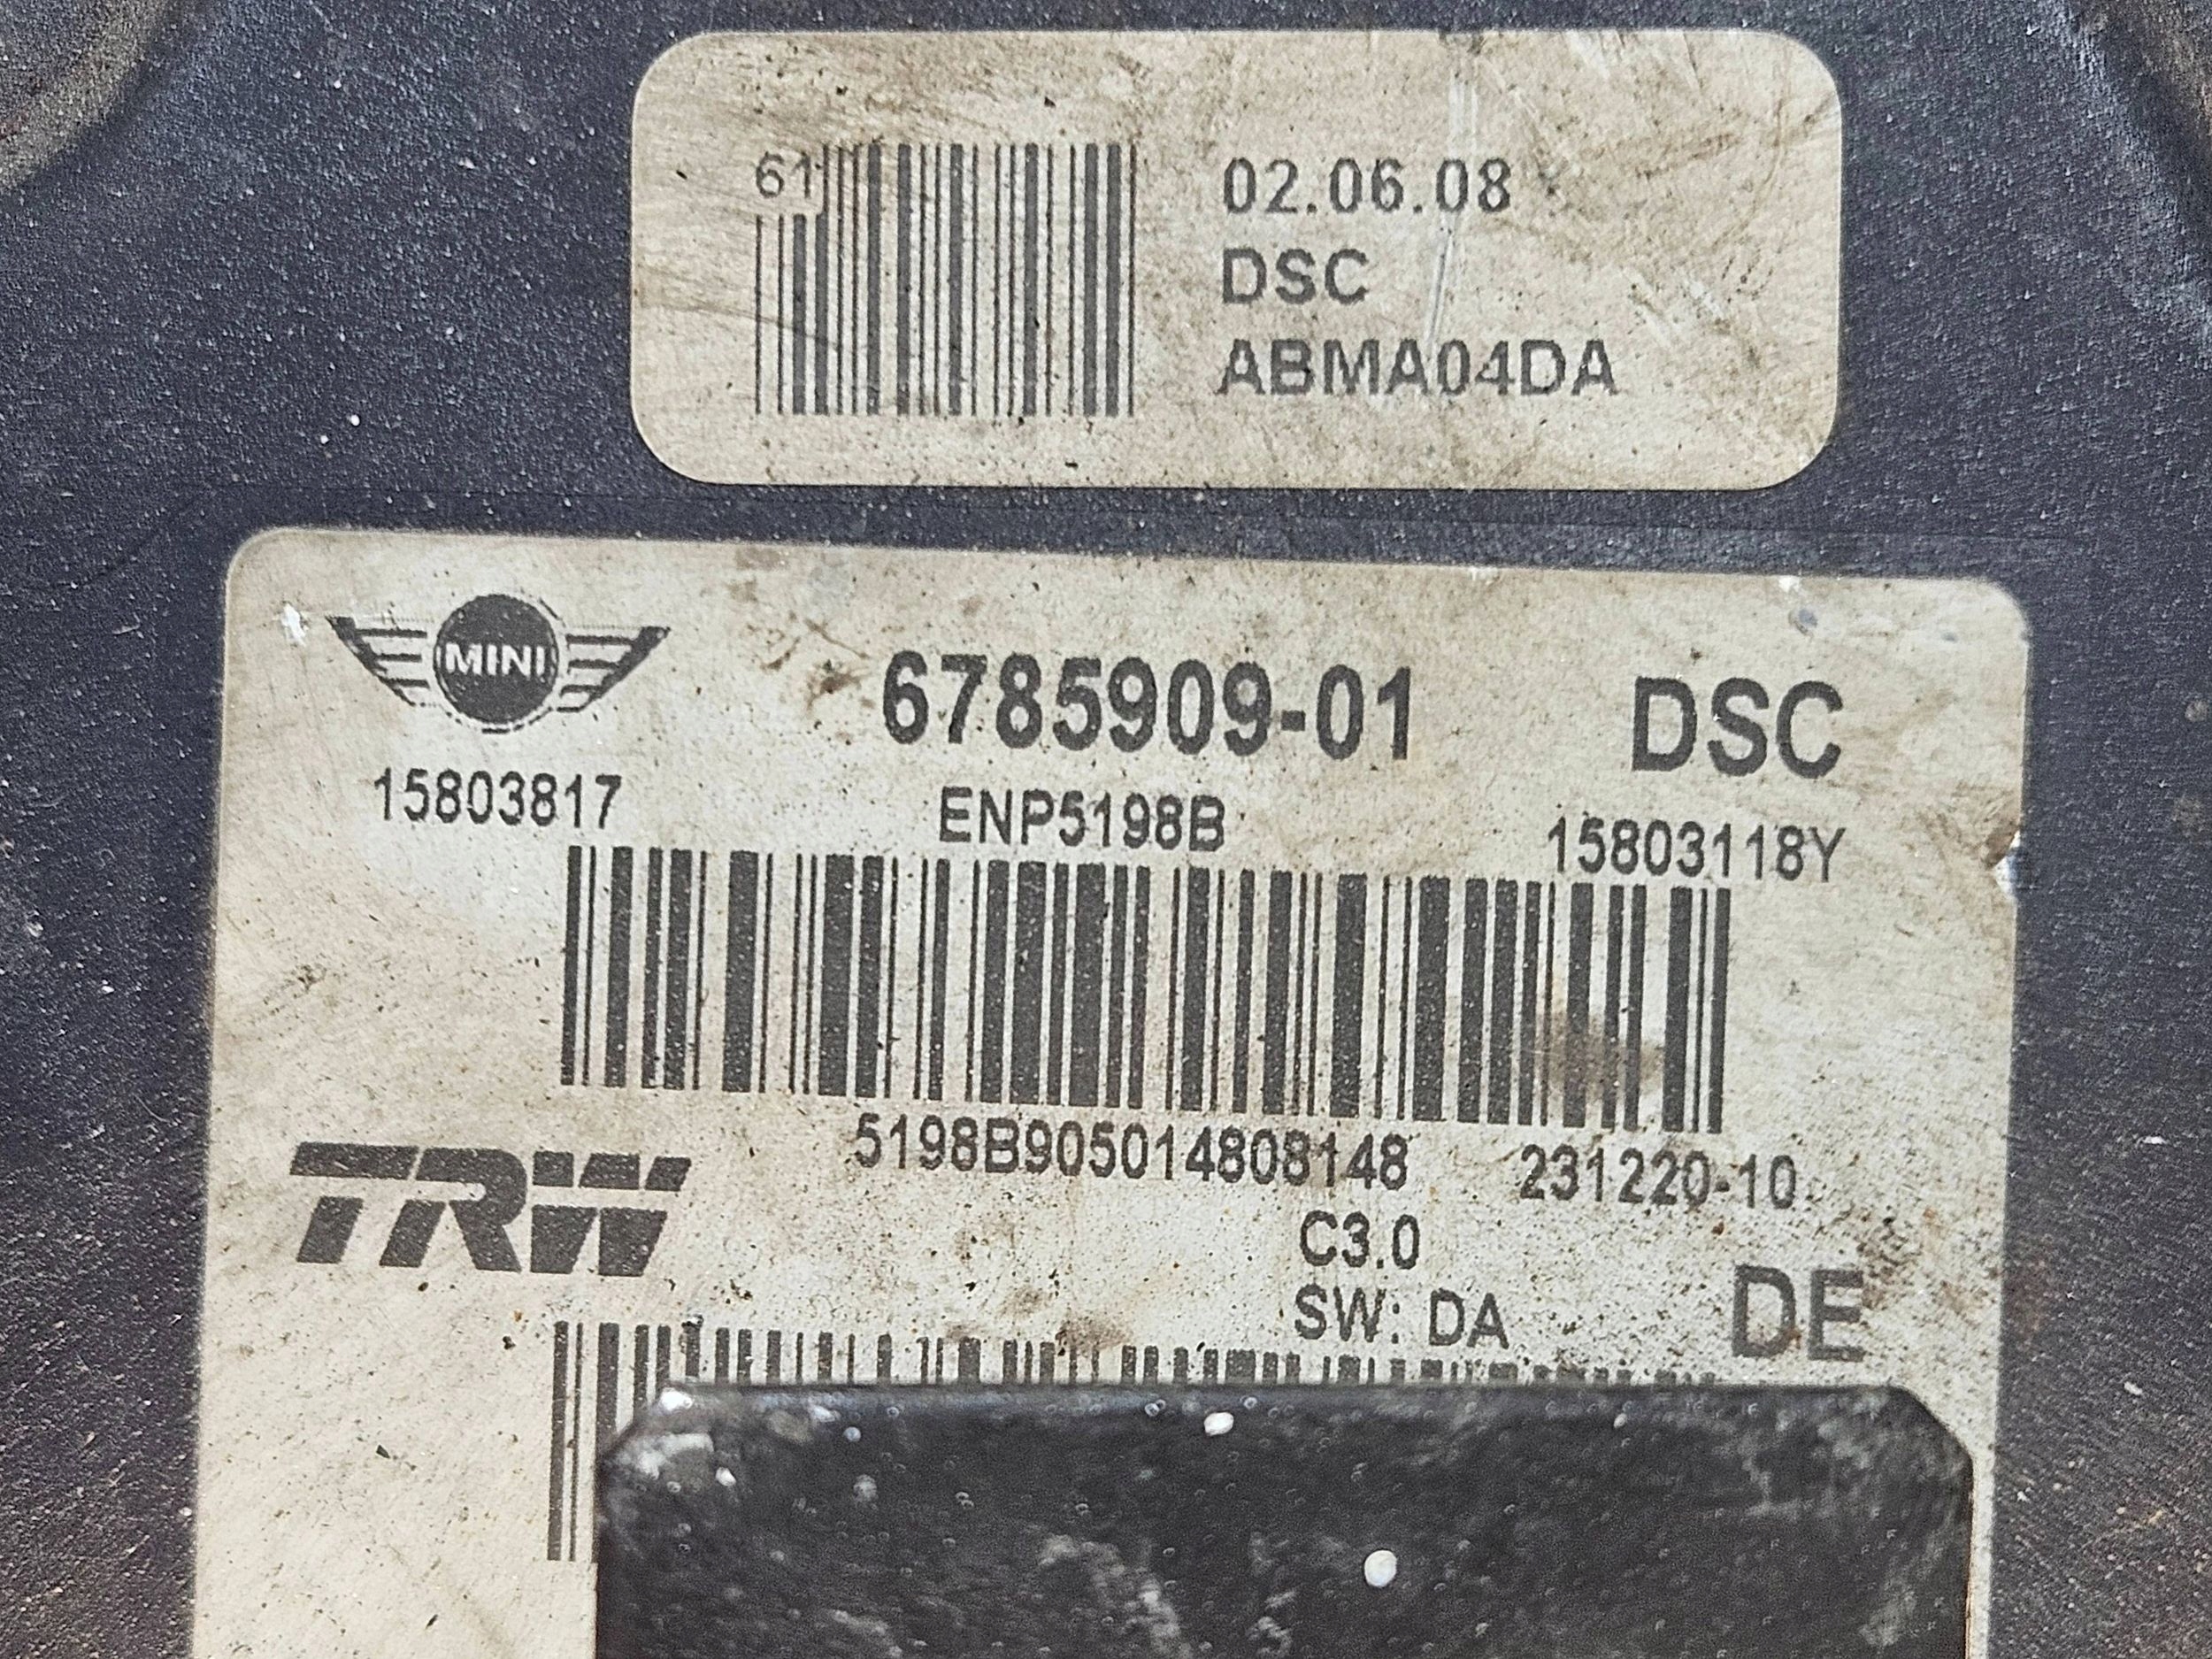 61
02.06.08
DSC
ABMA04DA
MINI
6785909-01
DSC
15803817
ENP5198B
15803118Y
5198B905014808148
231220-10
TRW
C3.0
SW: DA
DE